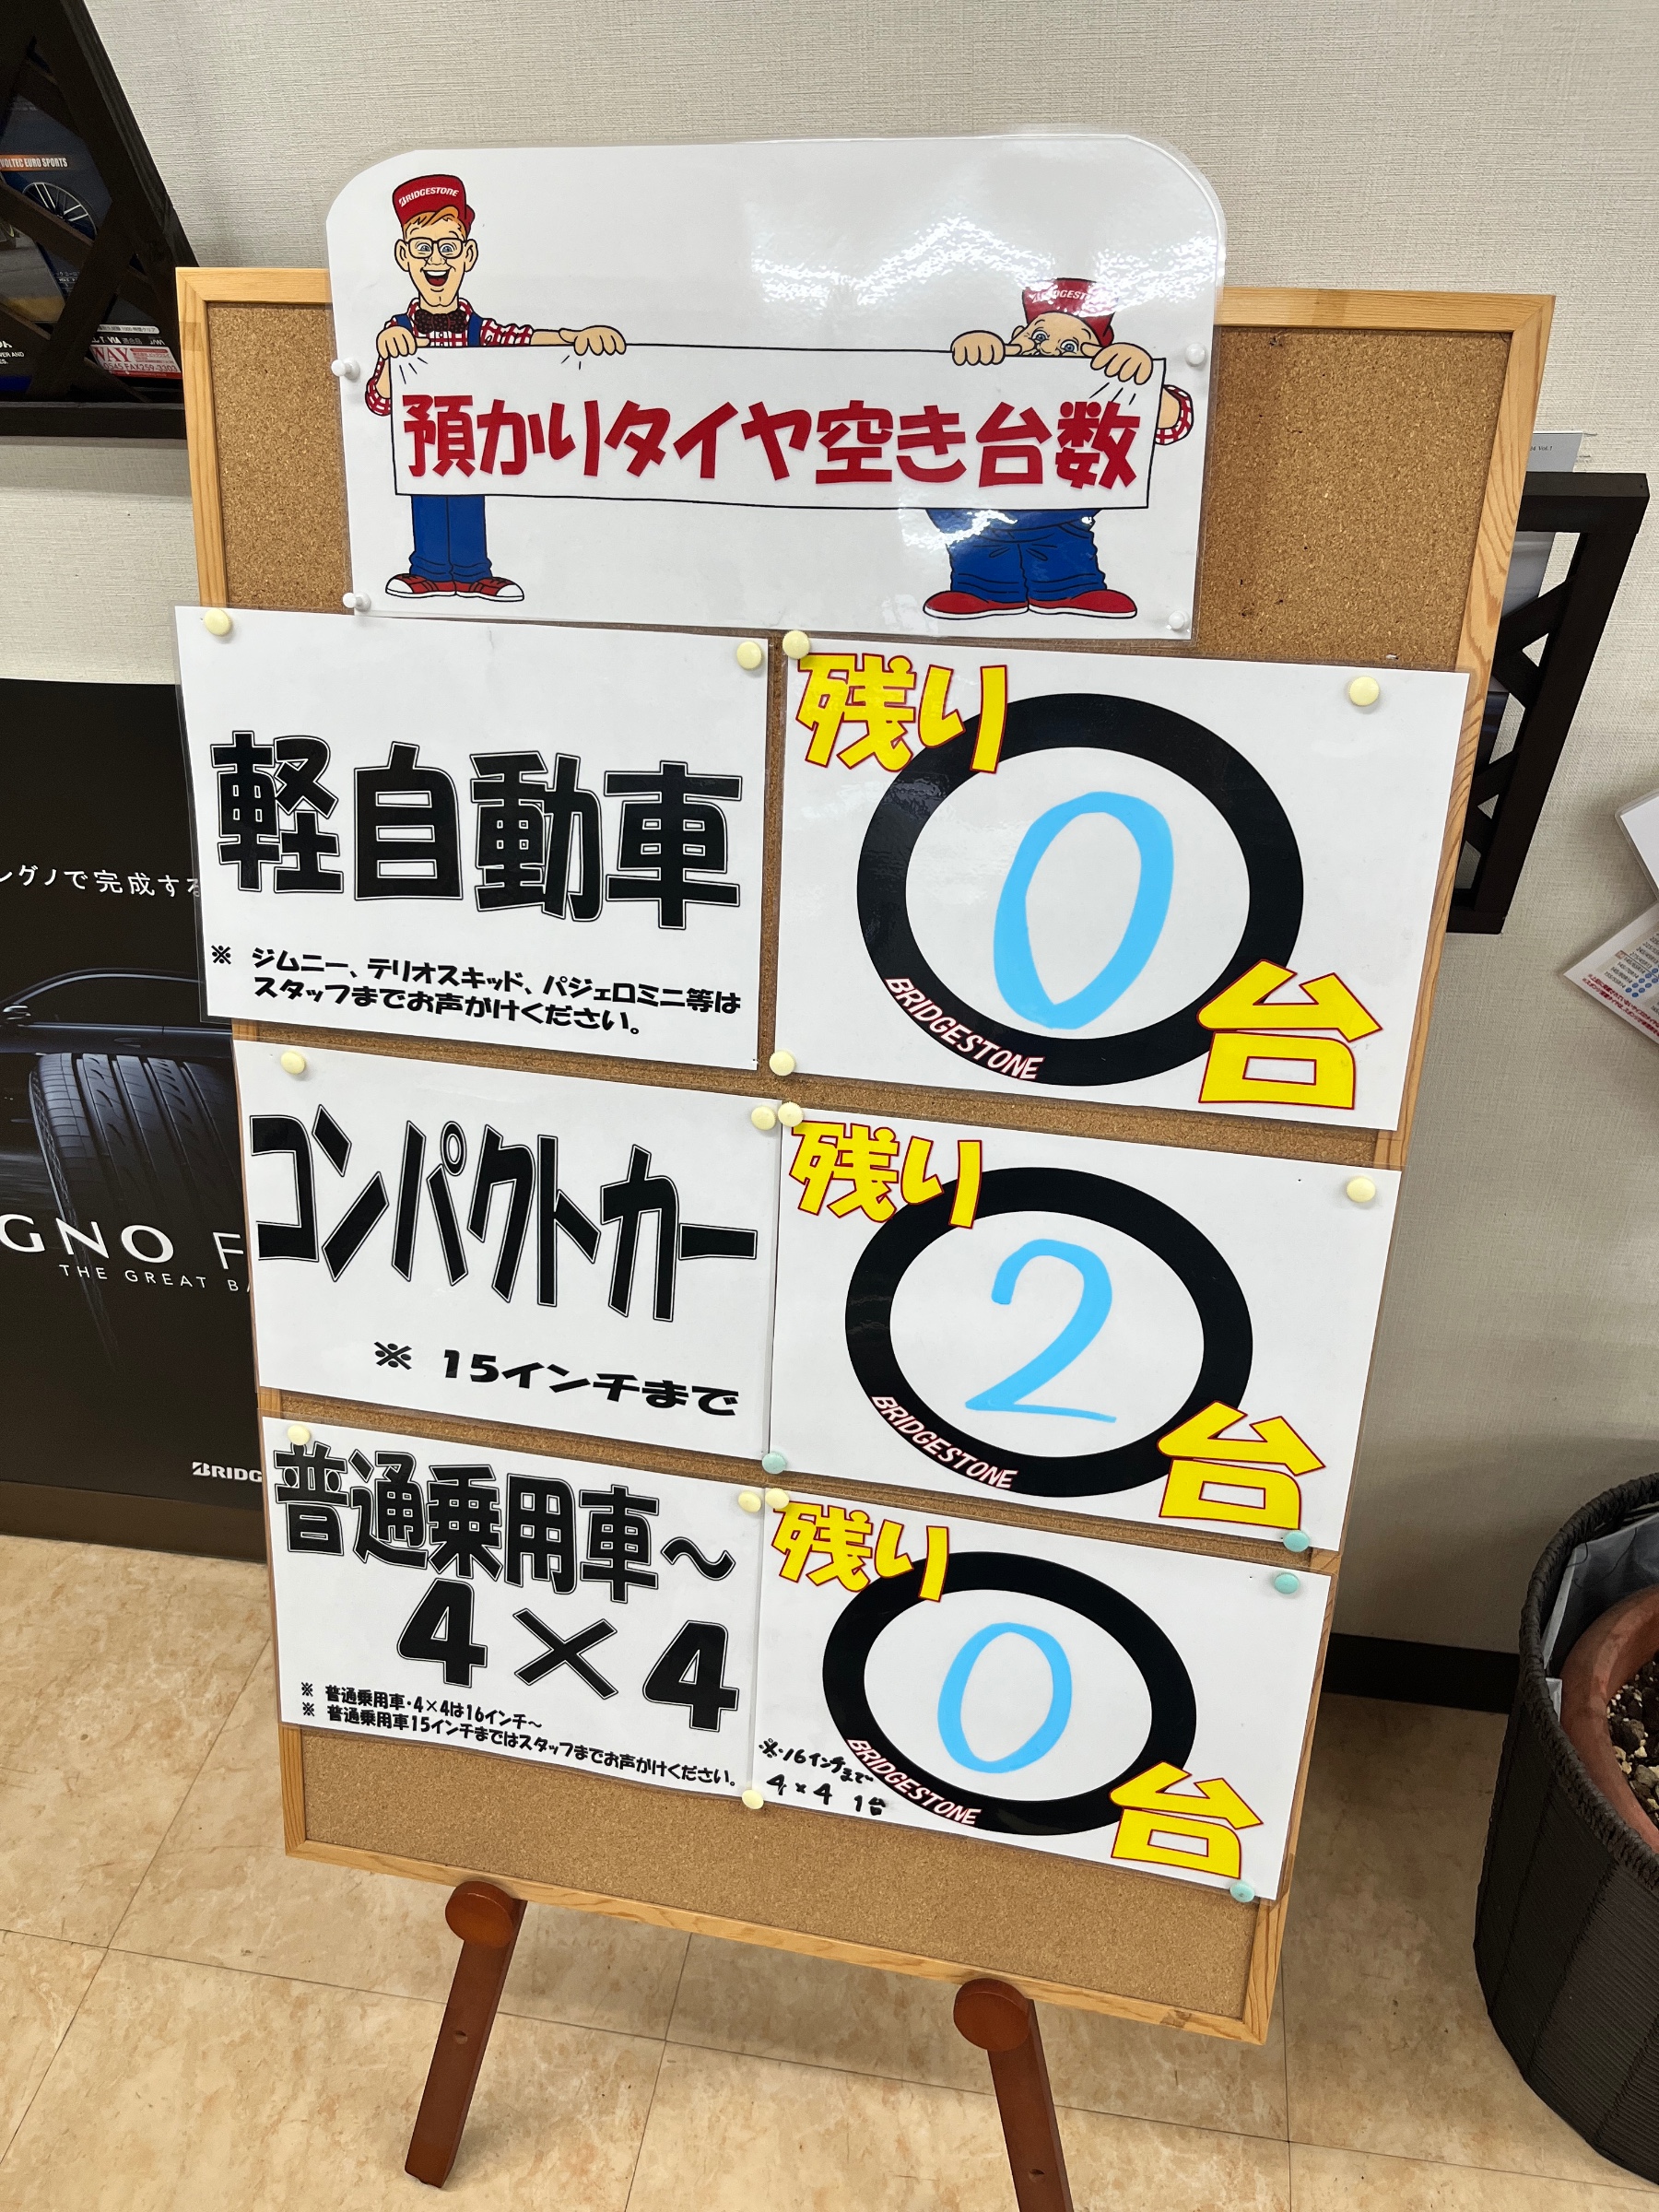 VOLTEC EURO SPORTS
BRIDGESTONE
預かりタイヤ空き台数
軽自動車
※ ジムニー、テリオスキッド、パジェロミニ等は
スタッフまでお声がけください。
残り
0
台
BRIDGESTONE
コンパクトカー
※ 15インチまで
残り
2
台
BRIDGESTONE
普通乗用車～
4×4
※ 普通乗用車・4×4は16インチ～
※ 普通乗用車15インチまではスタッフまでお声がけください。
残り
0
台
BRIDGESTONE
※16インチまで
4×4 1台
グノで完成する
GNO F
THE GREAT BA
BRIDG